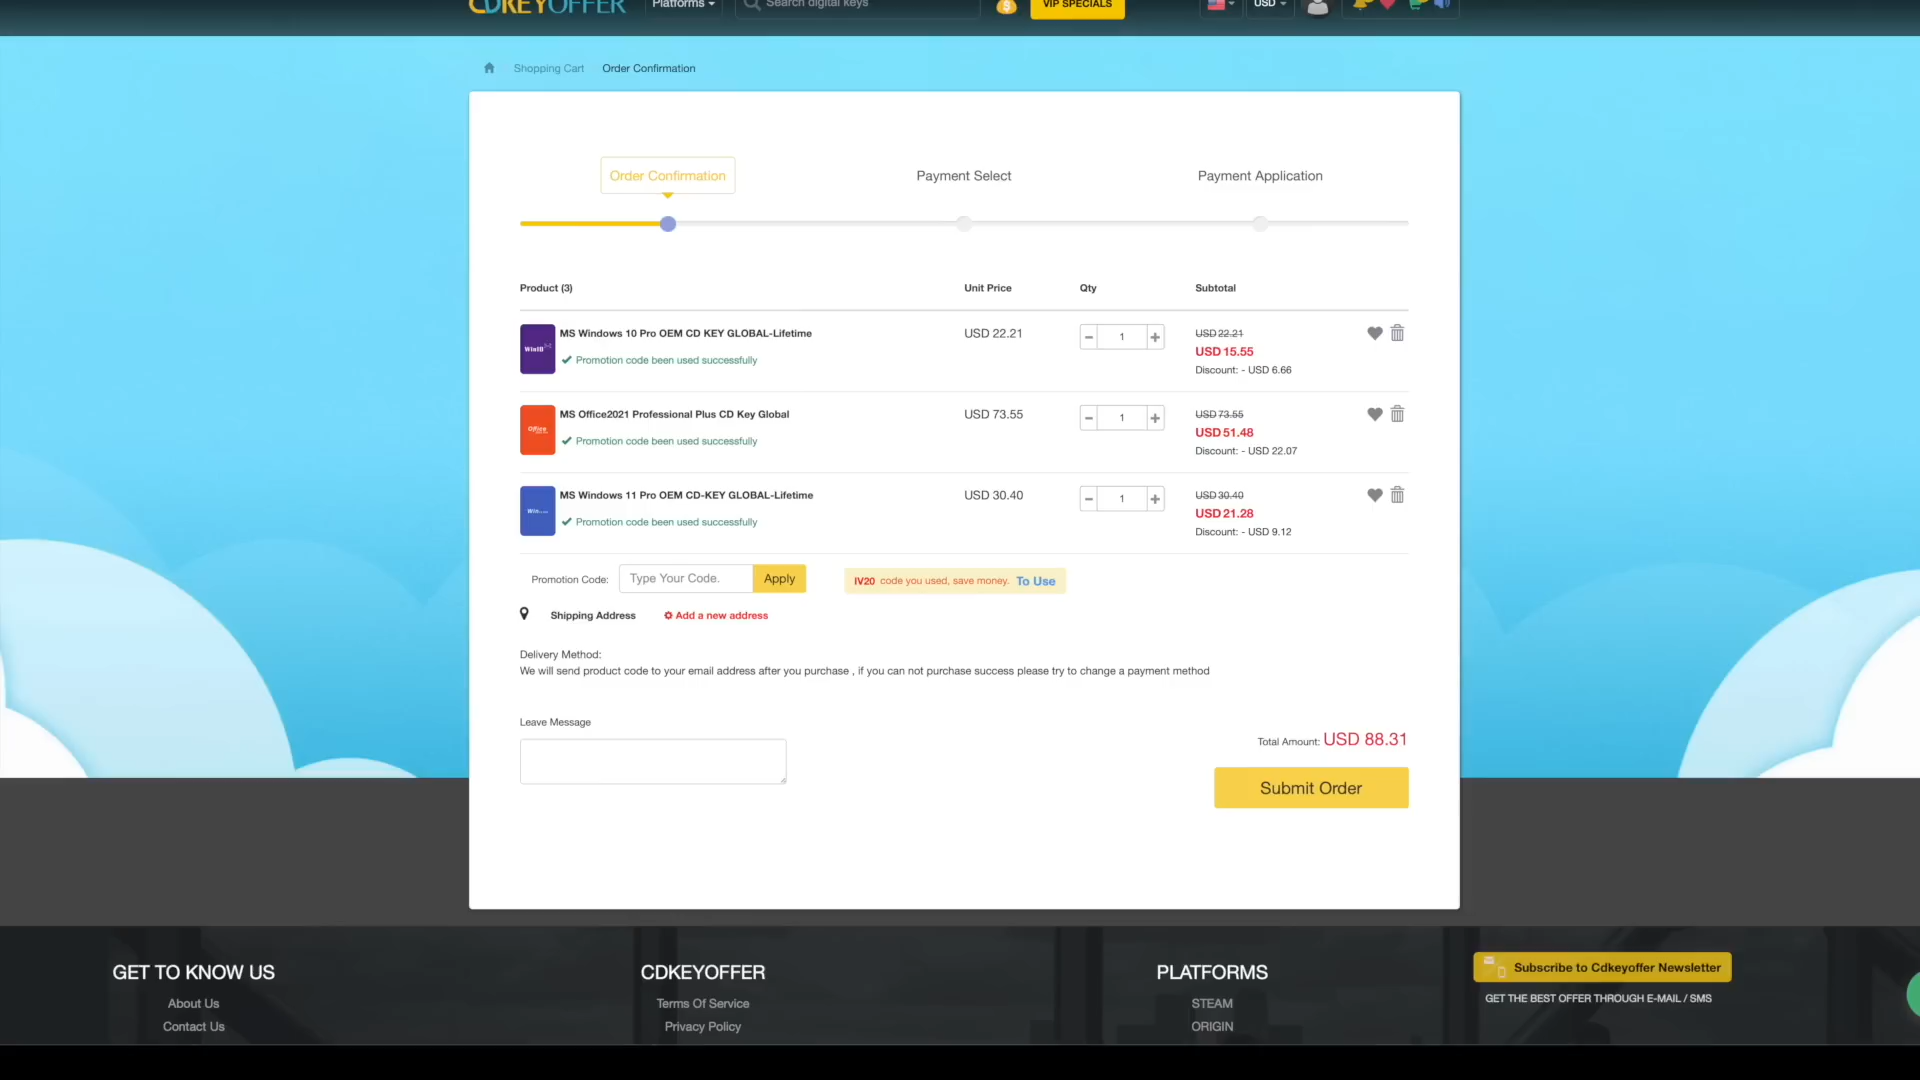 CDKEYOFFER
Platforms
Search digital keys
VIP SPECIALS
USD
Shopping Cart
Order Confirmation
Order Confirmation
Payment Select
Payment Application
Product (3)
Unit Price
Qty
Subtotal
MS Windows 10 Pro OEM CD KEY GLOBAL-Lifetime
Promotion code been used successfully
USD 22.21
1
USD 22.21
USD 15.55
Discount: - USD 6.66
MS Office2021 Professional Plus CD Key Global
Promotion code been used successfully
USD 73.55
1
USD 73.55
USD 51.48
Discount: - USD 22.07
Office
MS Windows 11 Pro OEM CD-KEY GLOBAL-Lifetime
Promotion code been used successfully
USD 30.40
1
USD 30.40
USD 21.28
Discount: - USD 9.12
Promotion Code:
Type Your Code.
Apply
IV20 code you used, save money. To Use
Shipping Address
Add a new address
Delivery Method:
We will send product code to your email address after you purchase , if you can not purchase success please try to change a payment method
Leave Message
Total Amount: USD 88.31
Submit Order
GET TO KNOW US
About Us
Contact Us
CDKEYOFFER
Terms Of Service
Privacy Policy
PLATFORMS
STEAM
ORIGIN
Subscribe to Cdkeyoffer Newsletter
GET THE BEST OFFER THROUGH E-MAIL / SMS